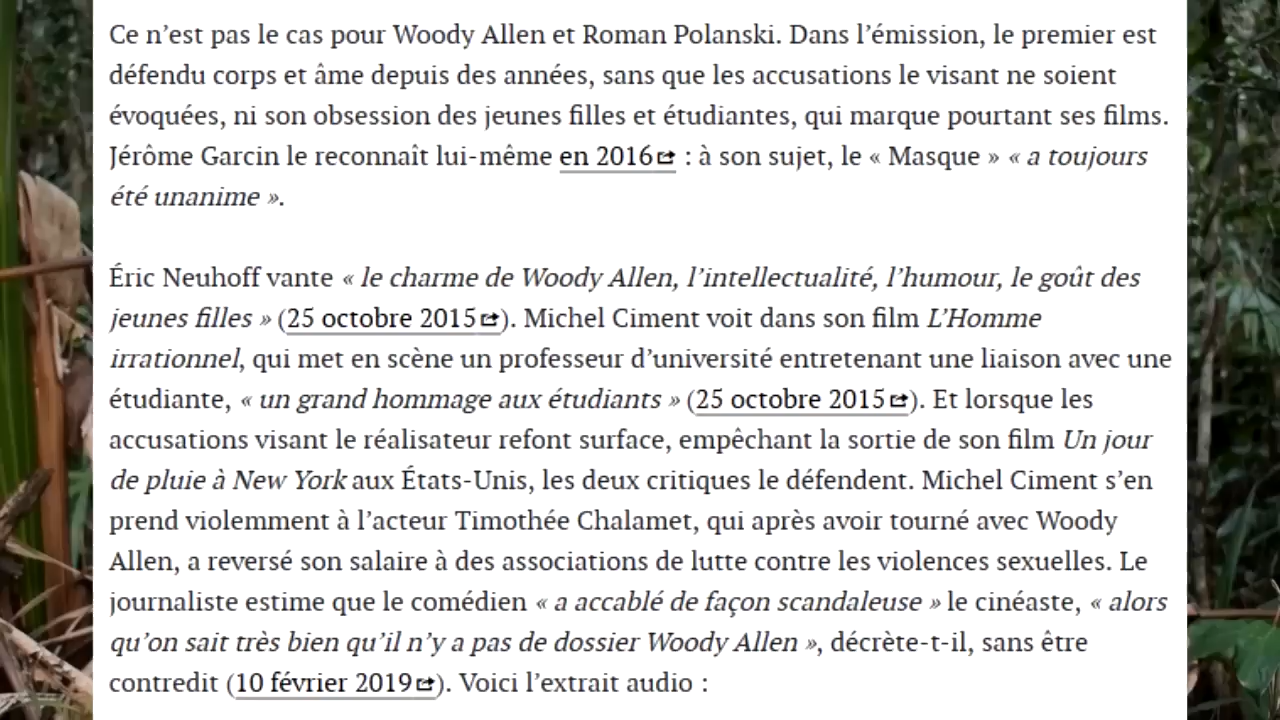 Ce n’est pas le cas pour Woody Allen et Roman Polanski. Dans l’émission, le premier est
défendu corps et âme depuis des années, sans que les accusations le visant ne soient
évoquées, ni son obsession des jeunes filles et étudiantes, qui marque pourtant ses films.
Jérôme Garcin le reconnaît lui-même en 2016 : à son sujet, le « Masque » « a toujours
été unanime ».
Éric Neuhoff vante « le charme de Woody Allen, l’intellectualité, l’humour, le goût des
jeunes filles » (25 octobre 2015). Michel Ciment voit dans son film L’Homme
irrationnel, qui met en scène un professeur d’université entretenant une liaison avec une
étudiante, « un grand hommage aux étudiants » (25 octobre 2015). Et lorsque les
accusations visant le réalisateur refont surface, empêchant la sortie de son film Un jour
de pluie à New York aux États-Unis, les deux critiques le défendent. Michel Ciment s’en
prend violemment à l’acteur Timothée Chalamet, qui après avoir tourné avec Woody
Allen, a reversé son salaire à des associations de lutte contre les violences sexuelles. Le
journaliste estime que le comédien « a accablé de façon scandaleuse » le cinéaste, « alors
qu’on sait très bien qu’il n’y a pas de dossier Woody Allen », décrète-t-il, sans être
contredit (10 février 2019). Voici l’extrait audio :